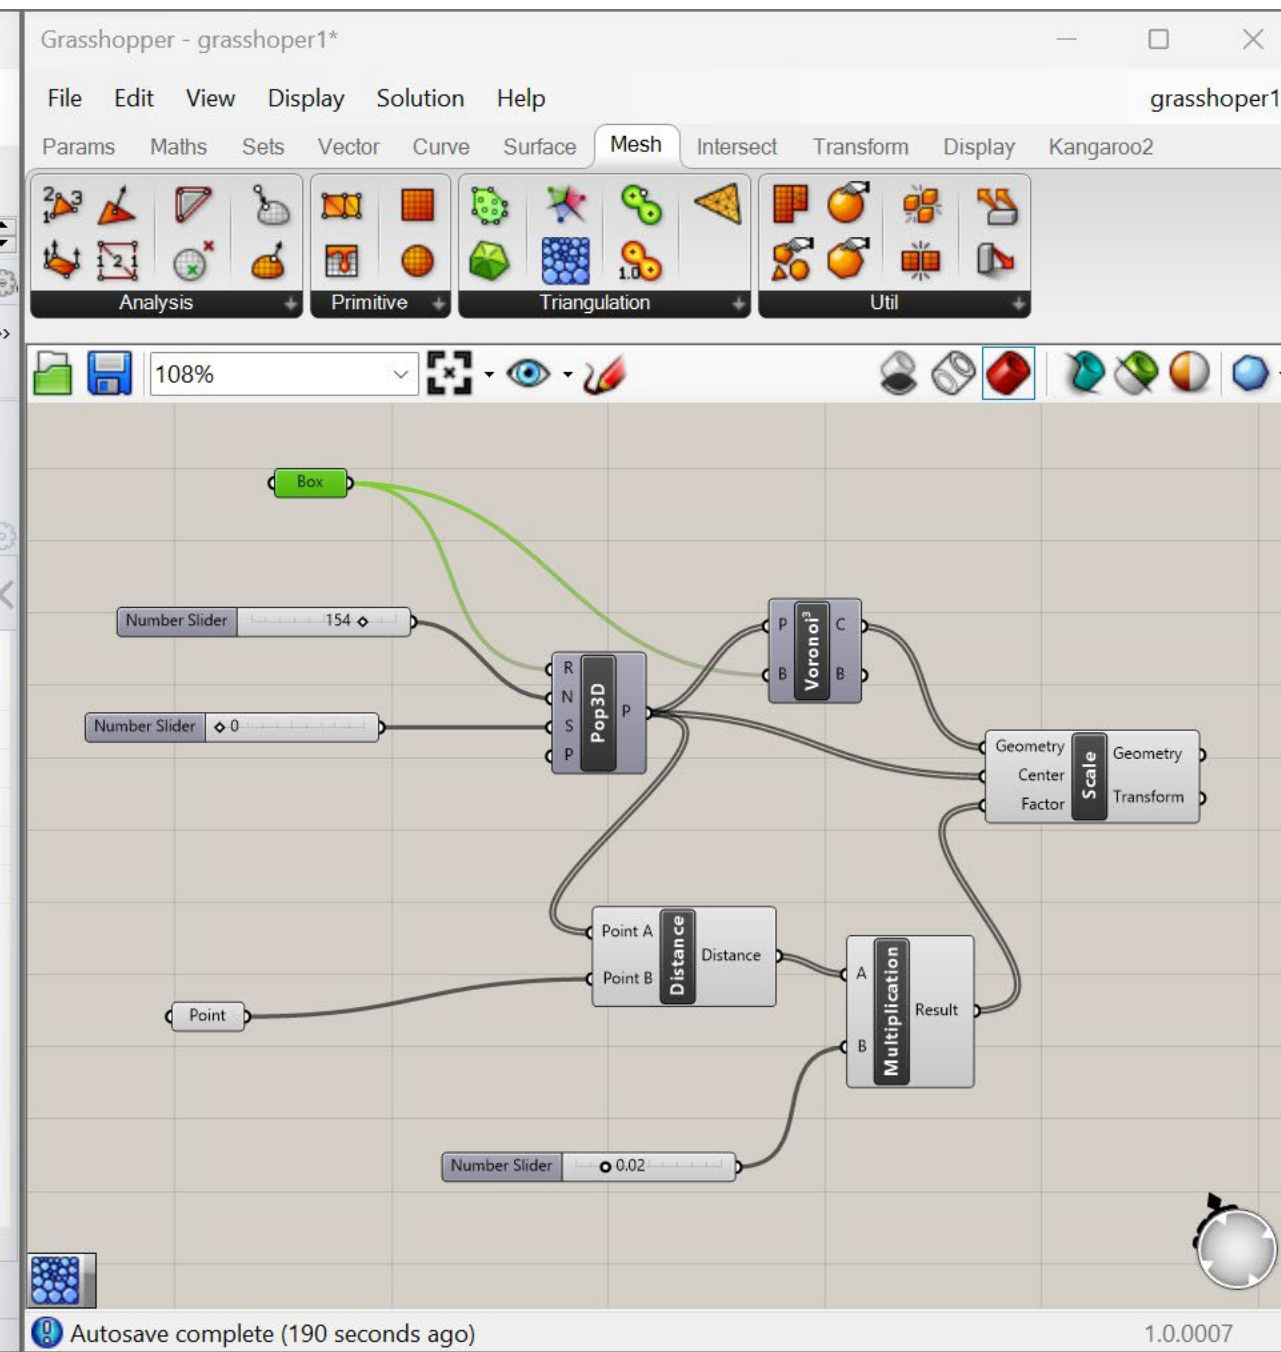 Grasshopper - grasshoper1*
File Edit View Display Solution Help grasshoper1
Params Maths Sets Vector Curve Surface Mesh Intersect Transform Display Kangaroo2
Analysis Primitive Triangulation Util
108%
Box
Number Slider 154
Number Slider 0
R
N
S
P
Pop3D
P
P
B
Voronoi³
C
B
Geometry
Center
Factor
Scale
Geometry
Transform
Point A
Point B
Distance
Distance
Point
A
B
Multiplication
Result
Number Slider 0.02
Autosave complete (190 seconds ago) 1.0.0007